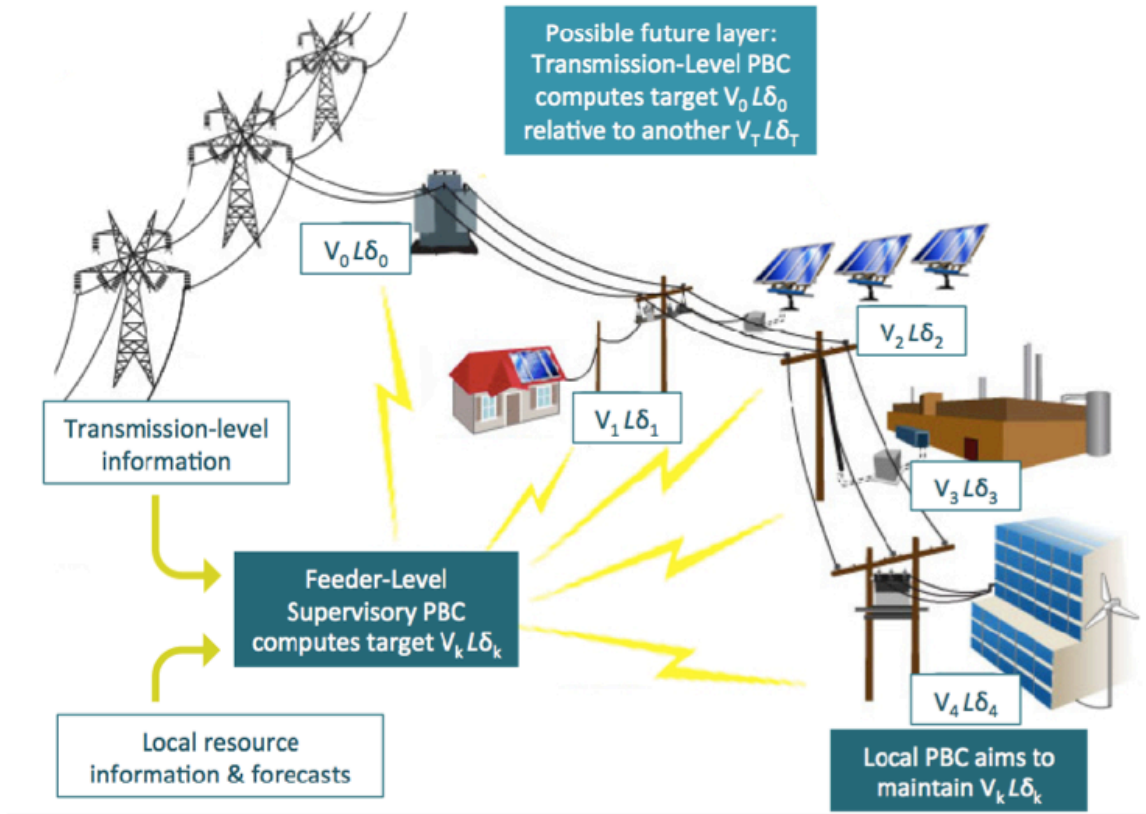 Possible future layer:
Transmission-Level PBC
computes target V₀ Lδ₀
relative to another V_T Lδ_T
V₀ Lδ₀
V₂ Lδ₂
V₁ Lδ₁
Transmission-level
information
V₃ Lδ₃
Feeder-Level
Supervisory PBC
computes target Vₖ Lδₖ
V₄ Lδ₄
Local resource
information & forecasts
Local PBC aims to
maintain Vₖ Lδₖ